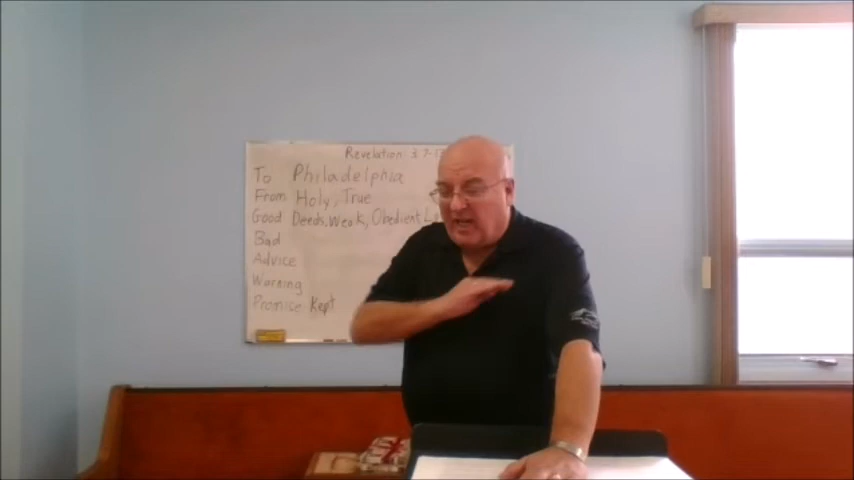 Revelation 3:7-
To Philadelphia
From Holy, True
Good Deeds, Weak, Obedient
Bad
Advice
Warning
Promise Kept